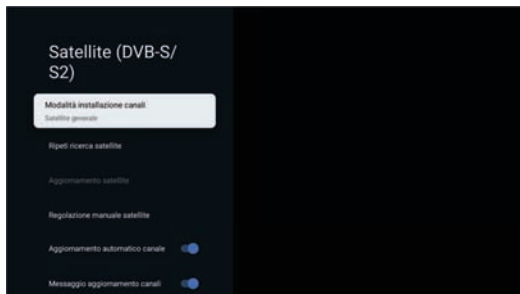 Satellite (DVB-S/
S2)
Modalità installazione canali
Satellite generale
Ripeti ricerca satellite
Aggiornamento satellite
Regolazione manuale satellite
Aggiornamento automatico canale
Messaggio aggiornamento canali